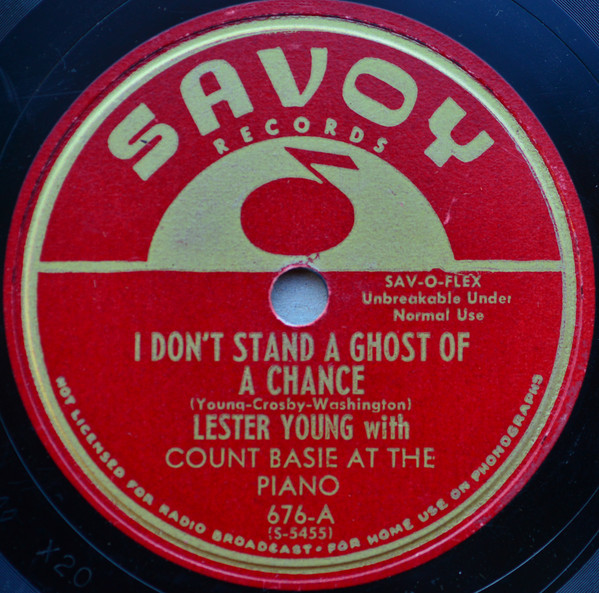 SAVOY
RECORDS
SAV-O-FLEX
Unbreakable Under
Normal Use
I DON'T STAND A GHOST OF
A CHANCE
(Young-Crosby-Washington)
LESTER YOUNG with
COUNT BASIE AT THE
PIANO
676-A
(S-5455)
NOT LICENSED FOR RADIO BROADCAST • FOR HOME USE ON PHONOGRAPHS
X20